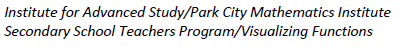 Institute for Advanced Study/Park City Mathematics Institute
Secondary School Teachers Program/Visualizing Functions